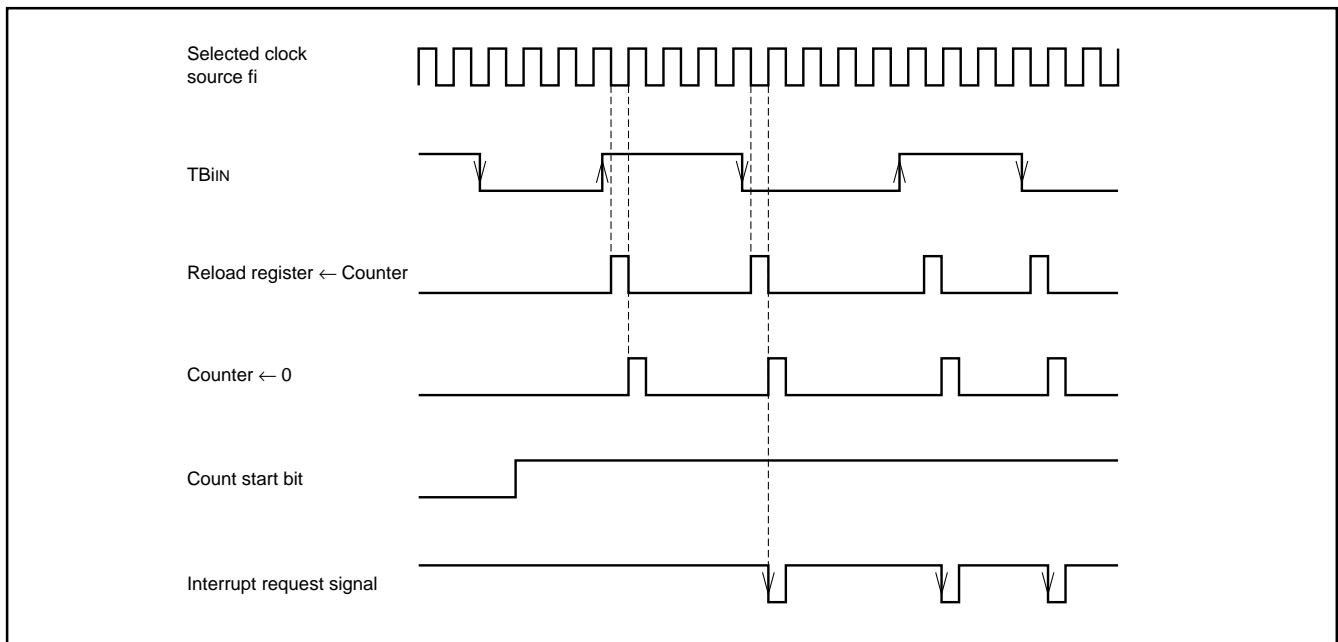 Selected clock
source fi
TBiIN
Reload register ← Counter
Counter ← 0
Count start bit
Interrupt request signal